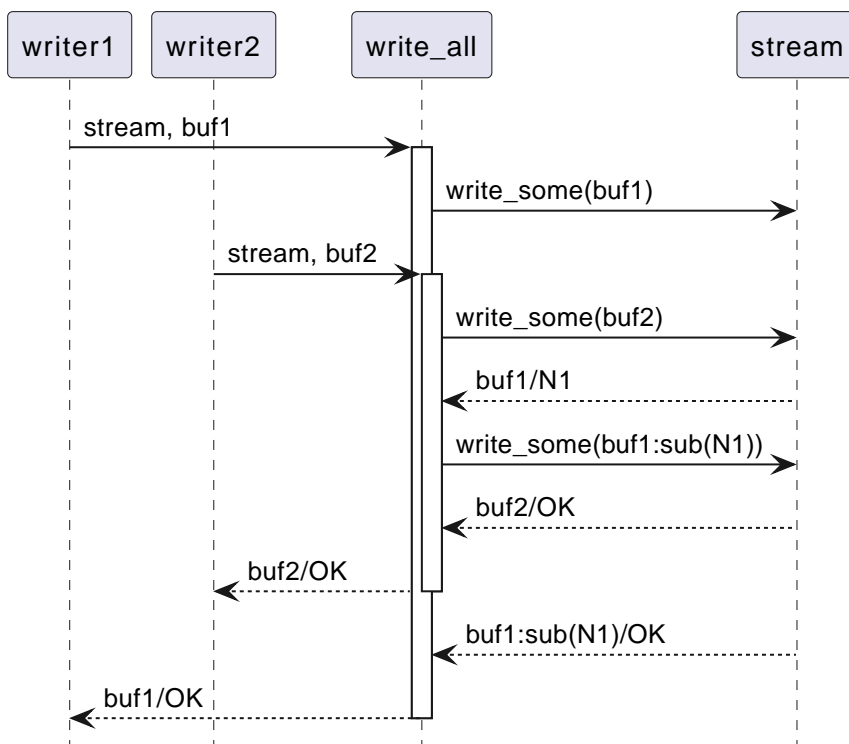 writer1
writer2
write_all
stream
stream, buf1
write_some(buf1)
stream, buf2
write_some(buf2)
buf1/N1
write_some(buf1:sub(N1))
buf2/OK
buf2/OK
buf1:sub(N1)/OK
buf1/OK